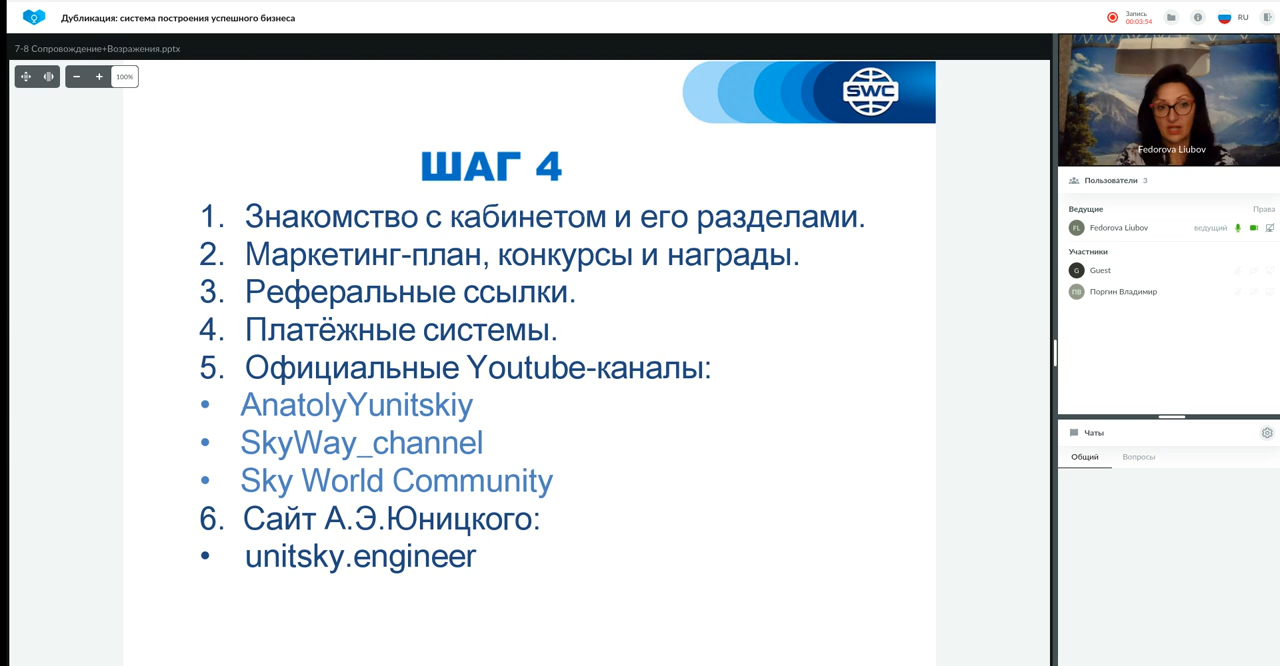 Дубликация: система построения успешного бизнеса
Запись
00:03:54
RU
7-8 Сопровождение+Возражения.pptx
100%
SWC
ШАГ 4
1. Знакомство с кабинетом и его разделами.
2. Маркетинг-план, конкурсы и награды.
3. Реферальные ссылки.
4. Платёжные системы.
5. Официальные Youtube-каналы:
• AnatolyYunitskiy
• SkyWay_channel
• Sky World Community
6. Сайт А.Э.Юницкого:
• unitsky.engineer
Fedorova Liubov
Пользователи 3
Ведущие Права
FL Fedorova Liubov ведущий
Участники
G Guest
ПВ Поргин Владимир
Чаты
Общий Вопросы